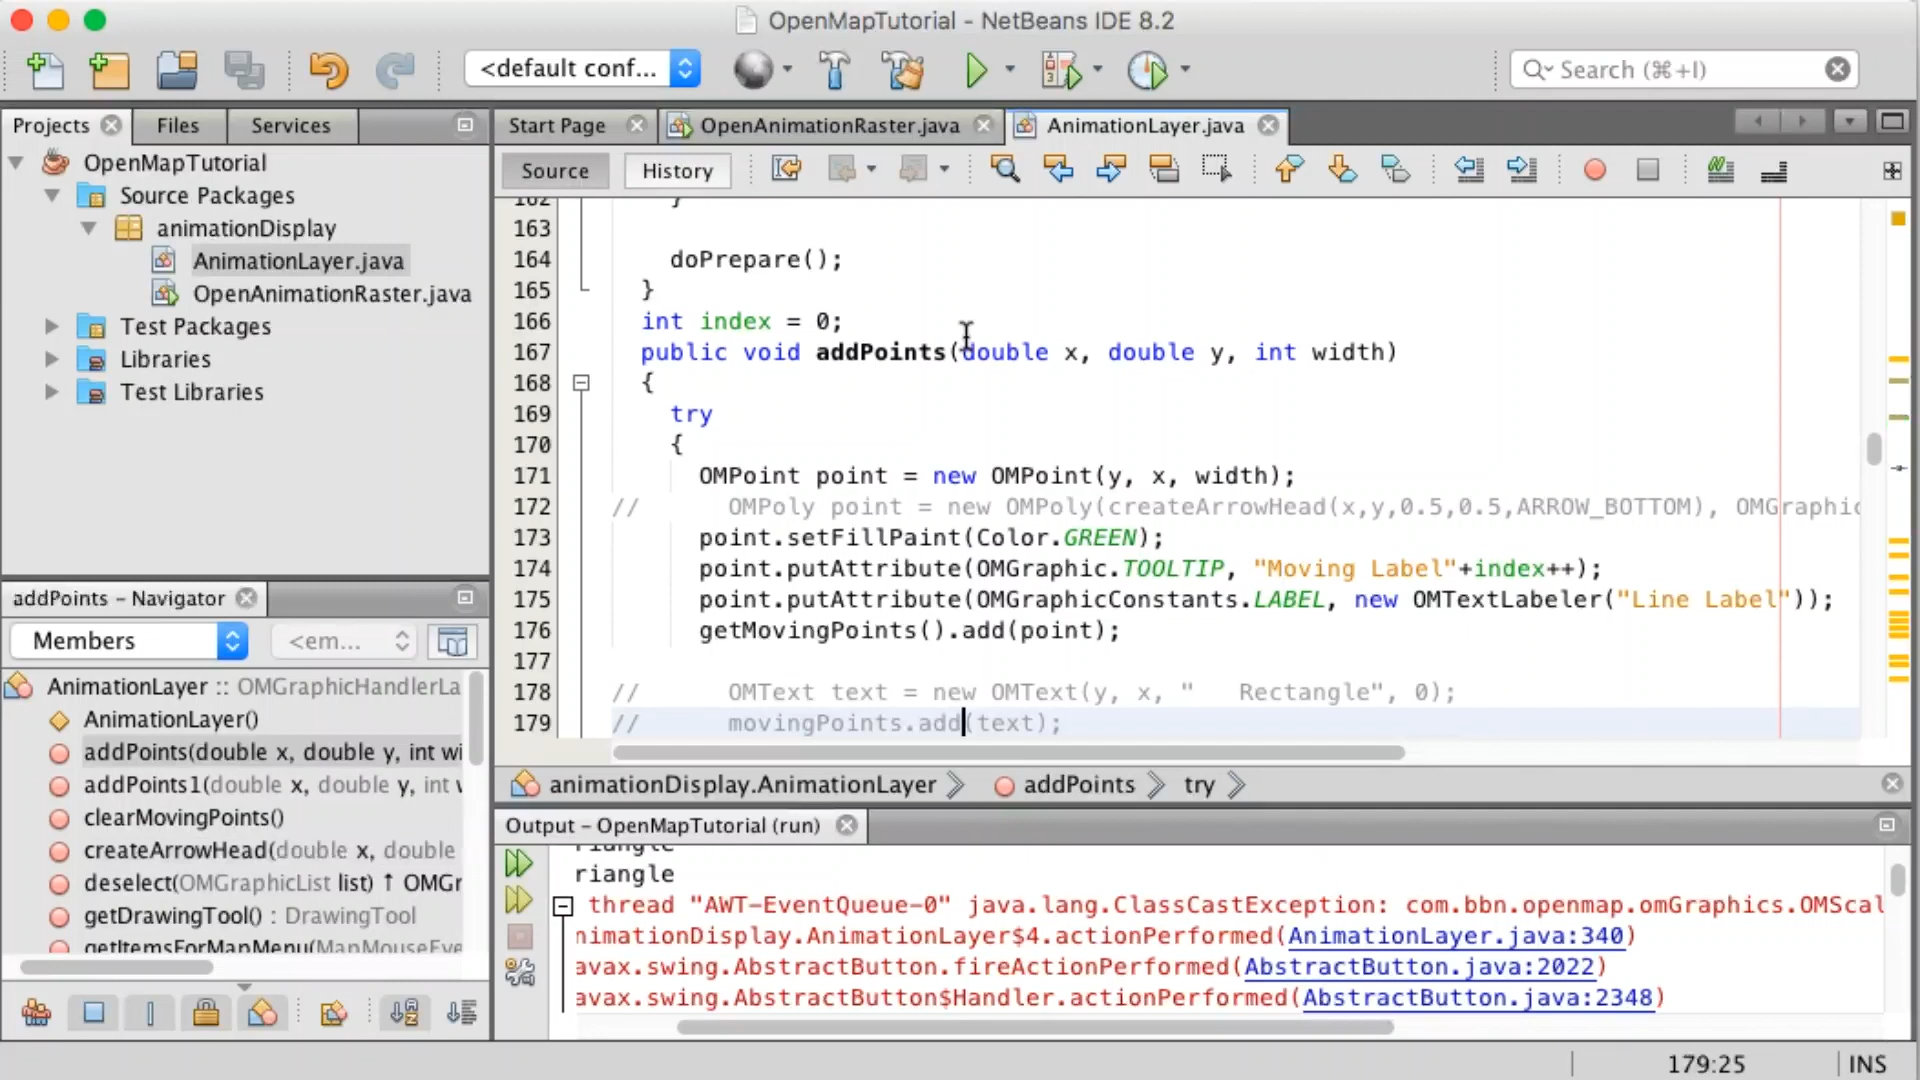 OpenMapTutorial - NetBeans IDE 8.2
<default conf...
Search (⌘+I)
Projects
Files
Services
OpenMapTutorial
Source Packages
animationDisplay
AnimationLayer.java
OpenAnimationRaster.java
Test Packages
Libraries
Test Libraries
Start Page
OpenAnimationRaster.java
AnimationLayer.java
Source
History
162 }
163
164 doPrepare();
165 }
166 int index = 0;
167 public void addPoints(double x, double y, int width)
168 {
169 try
170 {
171 OMPoint point = new OMPoint(y, x, width);
172 // OMPoly point = new OMPoly(createArrowHead(x,y,0.5,0.5,ARROW_BOTTOM), OMGraphic
173 point.setFillPaint(Color.GREEN);
174 point.putAttribute(OMGraphic.TOOLTIP, "Moving Label"+index++);
175 point.putAttribute(OMGraphicConstants.LABEL, new OMTextLabeler("Line Label"));
176 getMovingPoints().add(point);
177
178 // OMText text = new OMText(y, x, "   Rectangle", 0);
179 // movingPoints.add(text);
animationDisplay.AnimationLayer
addPoints
try
addPoints - Navigator
Members
<em...
AnimationLayer :: OMGraphicHandlerLa
AnimationLayer()
addPoints(double x, double y, int wi
addPoints1(double x, double y, int
clearMovingPoints()
createArrowHead(double x, double
deselect(OMGraphicList list) ↑ OMGr
getDrawingTool() : DrawingTool
getItemsForMapMenu(MapMouseEve
Output - OpenMapTutorial (run)
riangle
riangle
thread "AWT-EventQueue-0" java.lang.ClassCastException: com.bbn.openmap.omGraphics.OMScal
nimationDisplay.AnimationLayer$4.actionPerformed(AnimationLayer.java:340)
avax.swing.AbstractButton.fireActionPerformed(AbstractButton.java:2022)
avax.swing.AbstractButton$Handler.actionPerformed(AbstractButton.java:2348)
179:25
INS